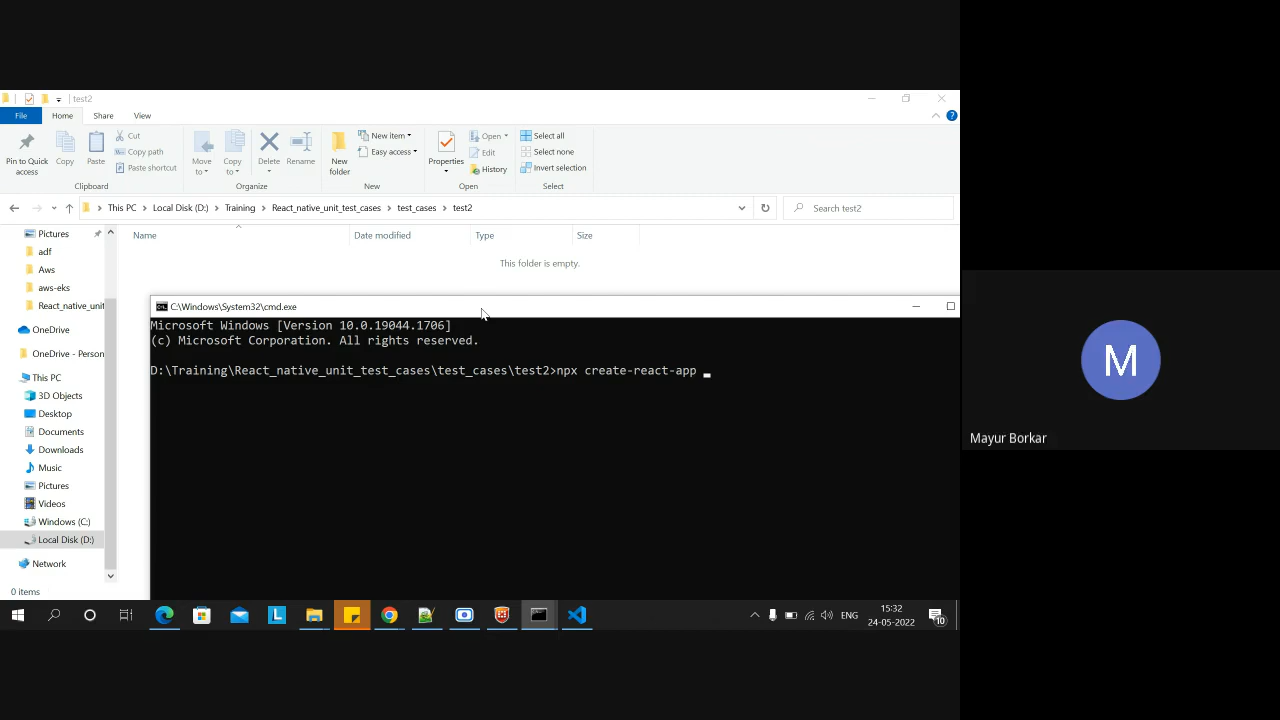 test2
File Home Share View
Pin to Quick access
Copy
Paste
Cut
Copy path
Paste shortcut
Clipboard
Move to
Copy to
Delete
Rename
Organize
New folder
New item
Easy access
New
Properties
Open
Edit
History
Open
Select all
Select none
Invert selection
Select
This PC Local Disk (D:) Training React_native_unit_test_cases test_cases test2
Search test2
Name Date modified Type Size
This folder is empty.
Pictures
adf
Aws
aws-eks
React_native_unit
OneDrive
OneDrive - Person
This PC
3D Objects
Desktop
Documents
Downloads
Music
Pictures
Videos
Windows (C:)
Local Disk (D:)
Network
0 items
C:\Windows\System32\cmd.exe
Microsoft Windows [Version 10.0.19044.1706]
(c) Microsoft Corporation. All rights reserved.
D:\Training\React_native_unit_test_cases\test_cases\test2>npx create-react-app _
L
ENG
15:32
24-05-2022
10
M
Mayur Borkar